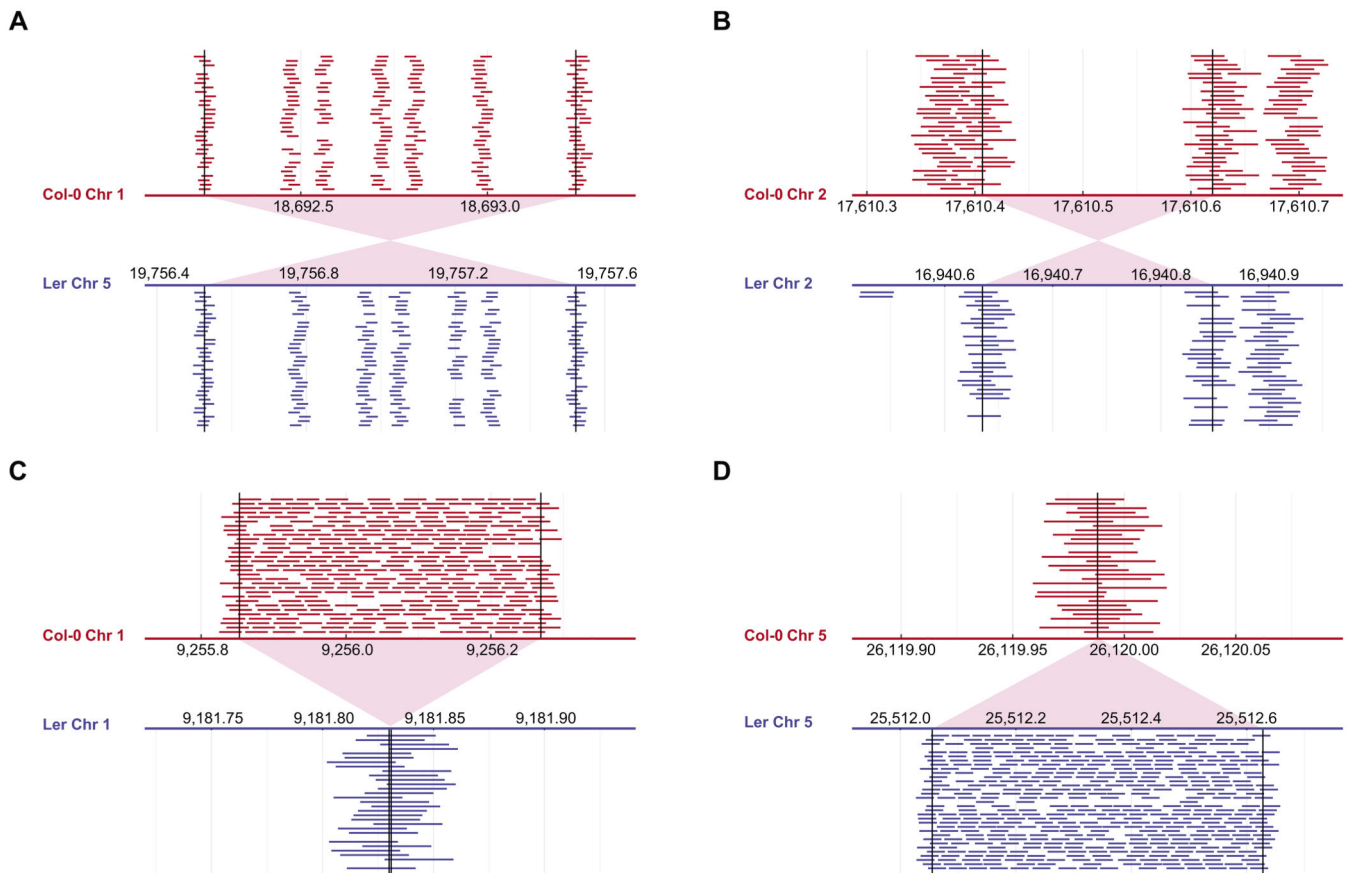 A
Col-0 Chr 1
18,692.5 18,693.0
19,756.4 19,756.8 19,757.2 19,757.6
Ler Chr 5
B
Col-0 Chr 2
17,610.3 17,610.4 17,610.5 17,610.6 17,610.7
16,940.6 16,940.7 16,940.8 16,940.9
Ler Chr 2
C
Col-0 Chr 1
9,255.8 9,256.0 9,256.2
9,181.75 9,181.80 9,181.85 9,181.90
Ler Chr 1
D
Col-0 Chr 5
26,119.90 26,119.95 26,120.00 26,120.05
25,512.0 25,512.2 25,512.4 25,512.6
Ler Chr 5